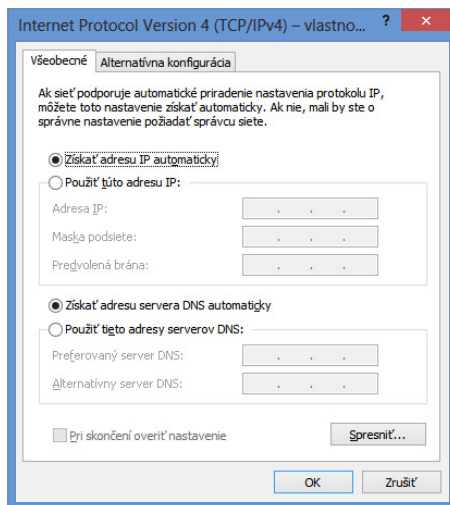 Internet Protocol Version 4 (TCP/IPv4) – vlastno...
Všeobecné
Alternatívna konfigurácia
Ak sieť podporuje automatické priradenie nastavenia protokolu IP,
môžete toto nastavenie získať automaticky. Ak nie, mali by ste o
správne nastavenie požiadať správcu siete.
Získať adresu IP automaticky
Použiť túto adresu IP:
Adresa IP:
Maska podsiete:
Predvolená brána:
Získať adresu servera DNS automaticky
Použiť tieto adresy serverov DNS:
Preferovaný server DNS:
Alternatívny server DNS:
Pri skončení overiť nastavenie
Spresniť...
OK
Zrušiť